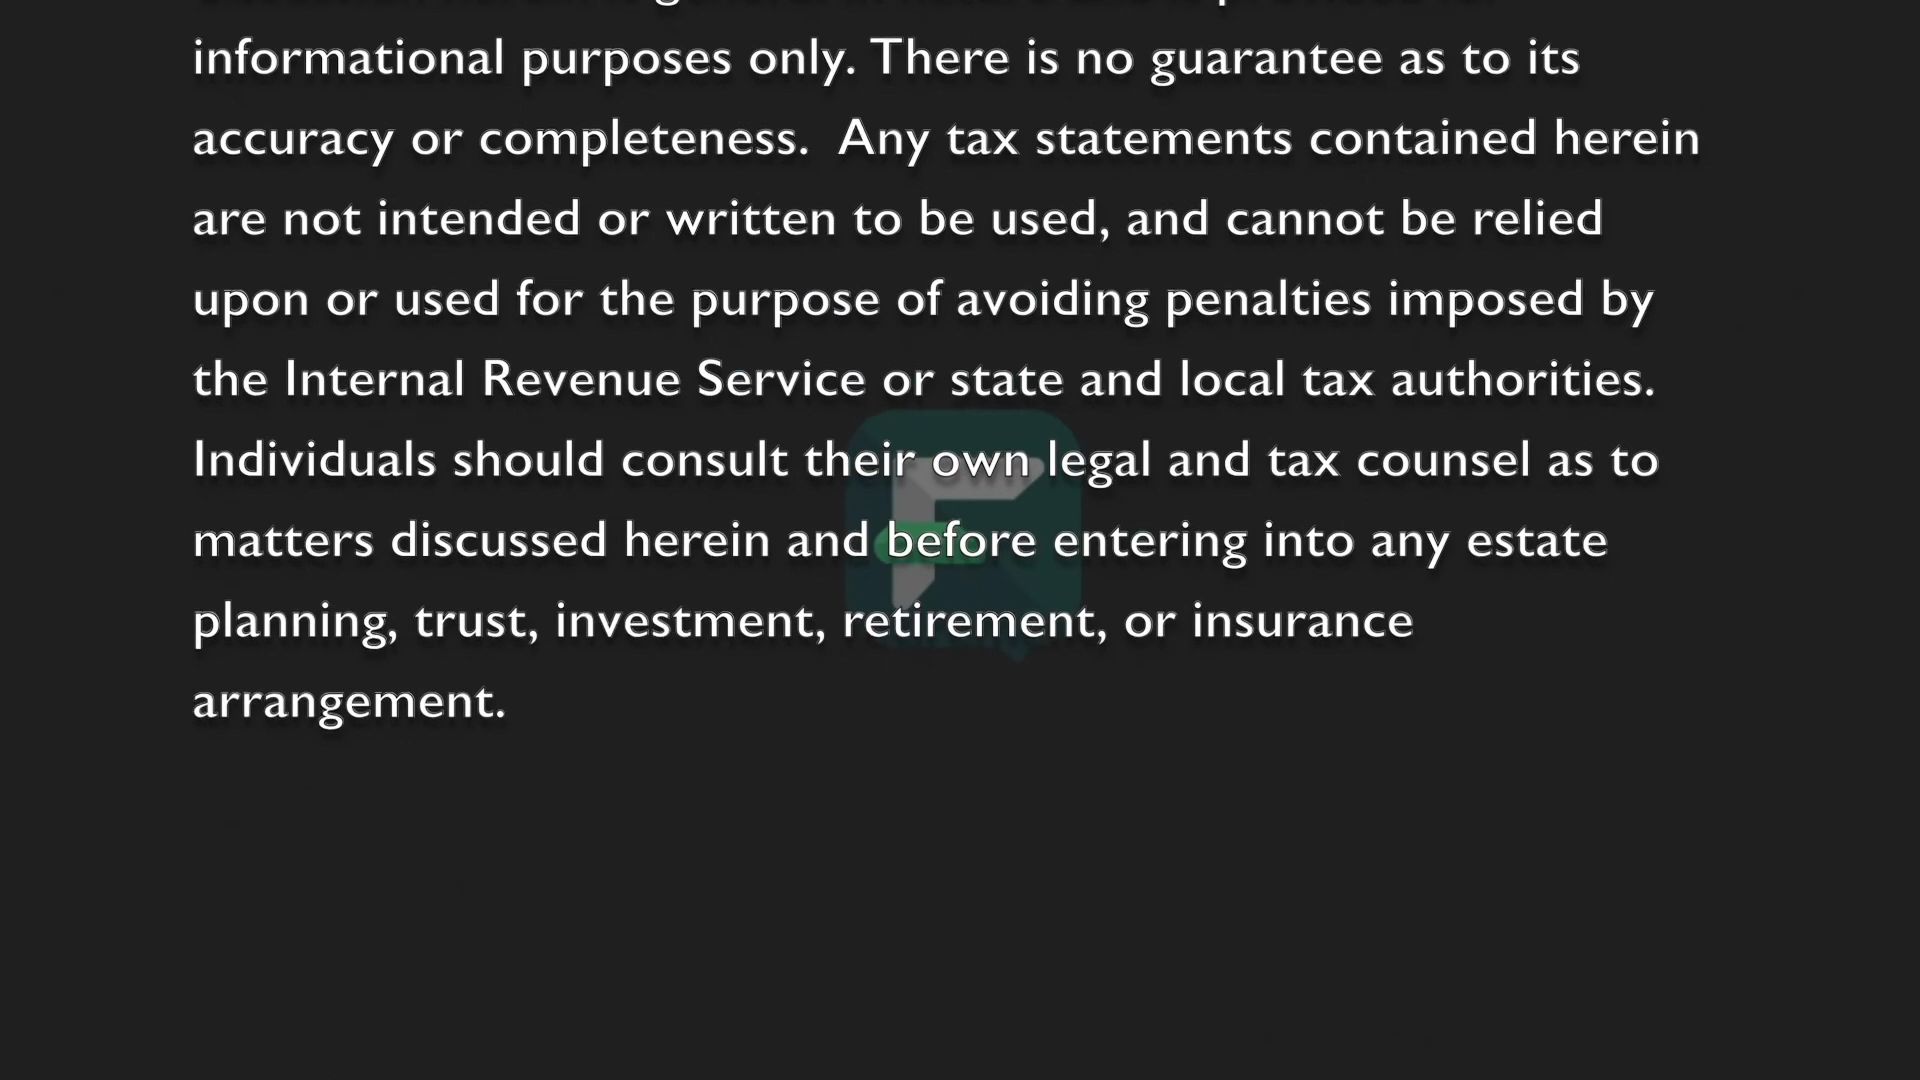 informational purposes only. There is no guarantee as to its
accuracy or completeness.  Any tax statements contained herein
are not intended or written to be used, and cannot be relied
upon or used for the purpose of avoiding penalties imposed by
the Internal Revenue Service or state and local tax authorities.
Individuals should consult their own legal and tax counsel as to
matters discussed herein and before entering into any estate
planning, trust, investment, retirement, or insurance
arrangement.